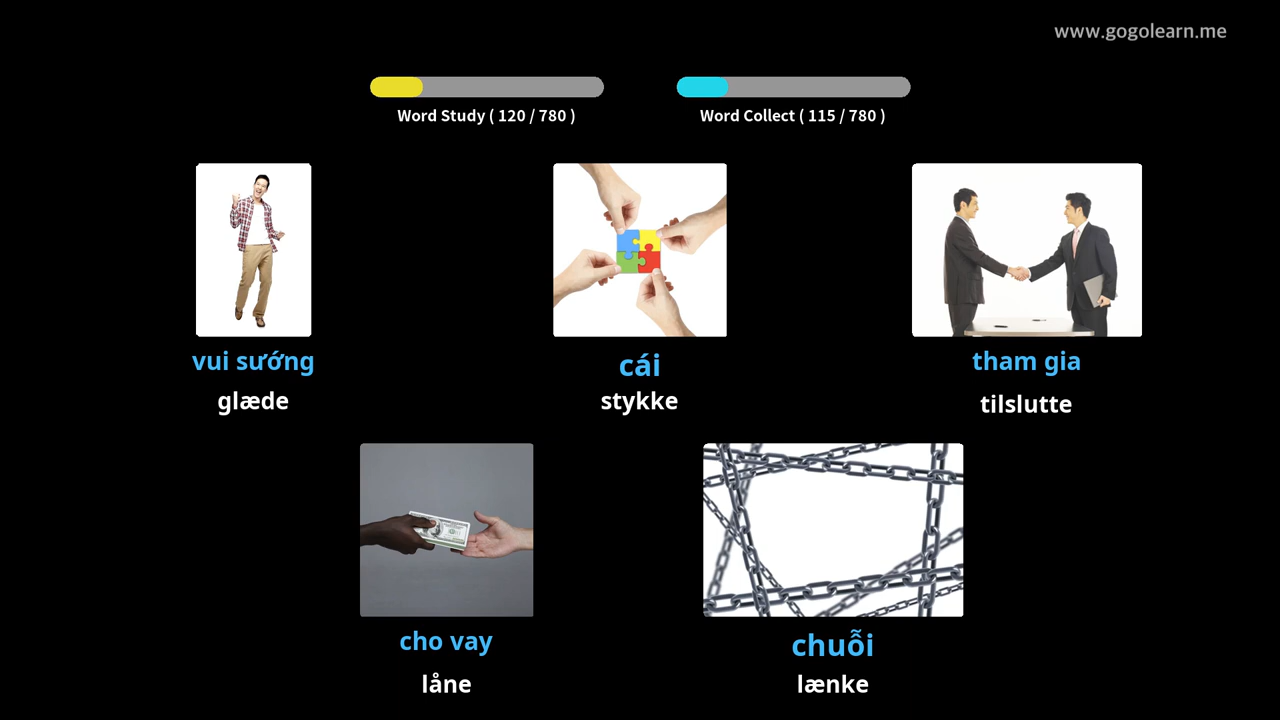 www.gogolearn.me
Word Study ( 120 / 780 )
Word Collect ( 115 / 780 )
vui sướng
glæde
cái
stykke
tham gia
tilslutte
cho vay
låne
chuỗi
lænke